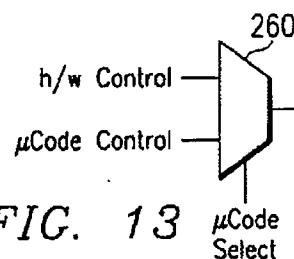 260
h/w Control
μCode Control
FIG. 13
μCode
Select